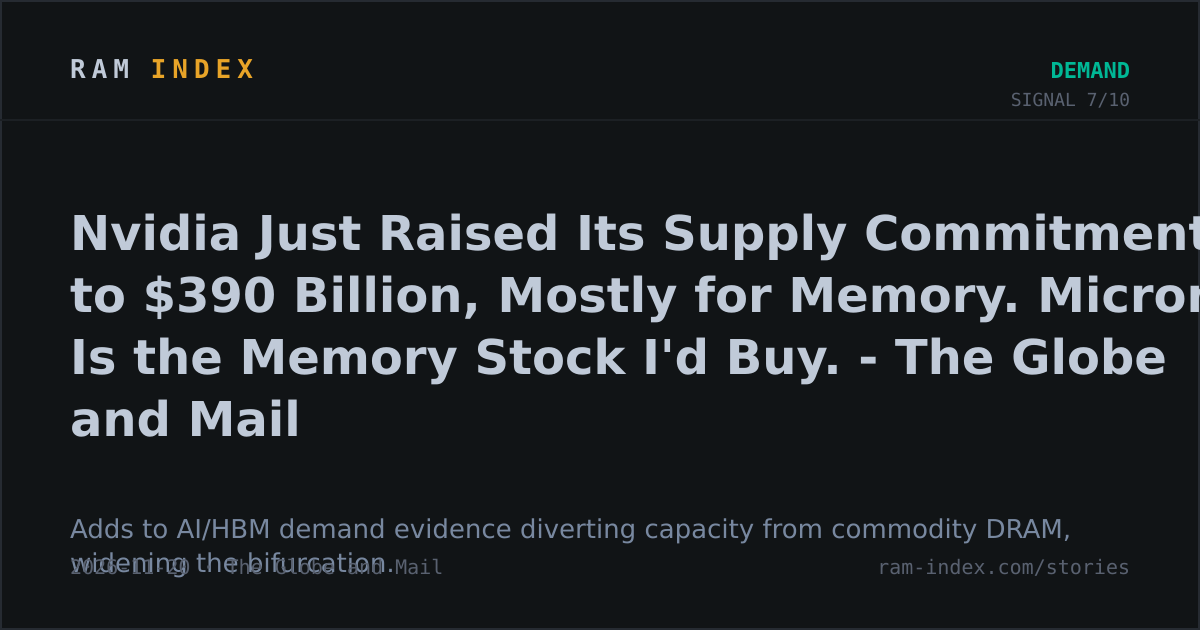 RAM INDEX
DEMAND
SIGNAL 7/10
Nvidia Just Raised Its Supply Commitment
to $390 Billion, Mostly for Memory. Micron
Is the Memory Stock I'd Buy. - The Globe
and Mail
Adds to AI/HBM demand evidence diverting capacity from commodity DRAM,
widening the bifurcation.
The Globe and Mail
ram-index.com/stories